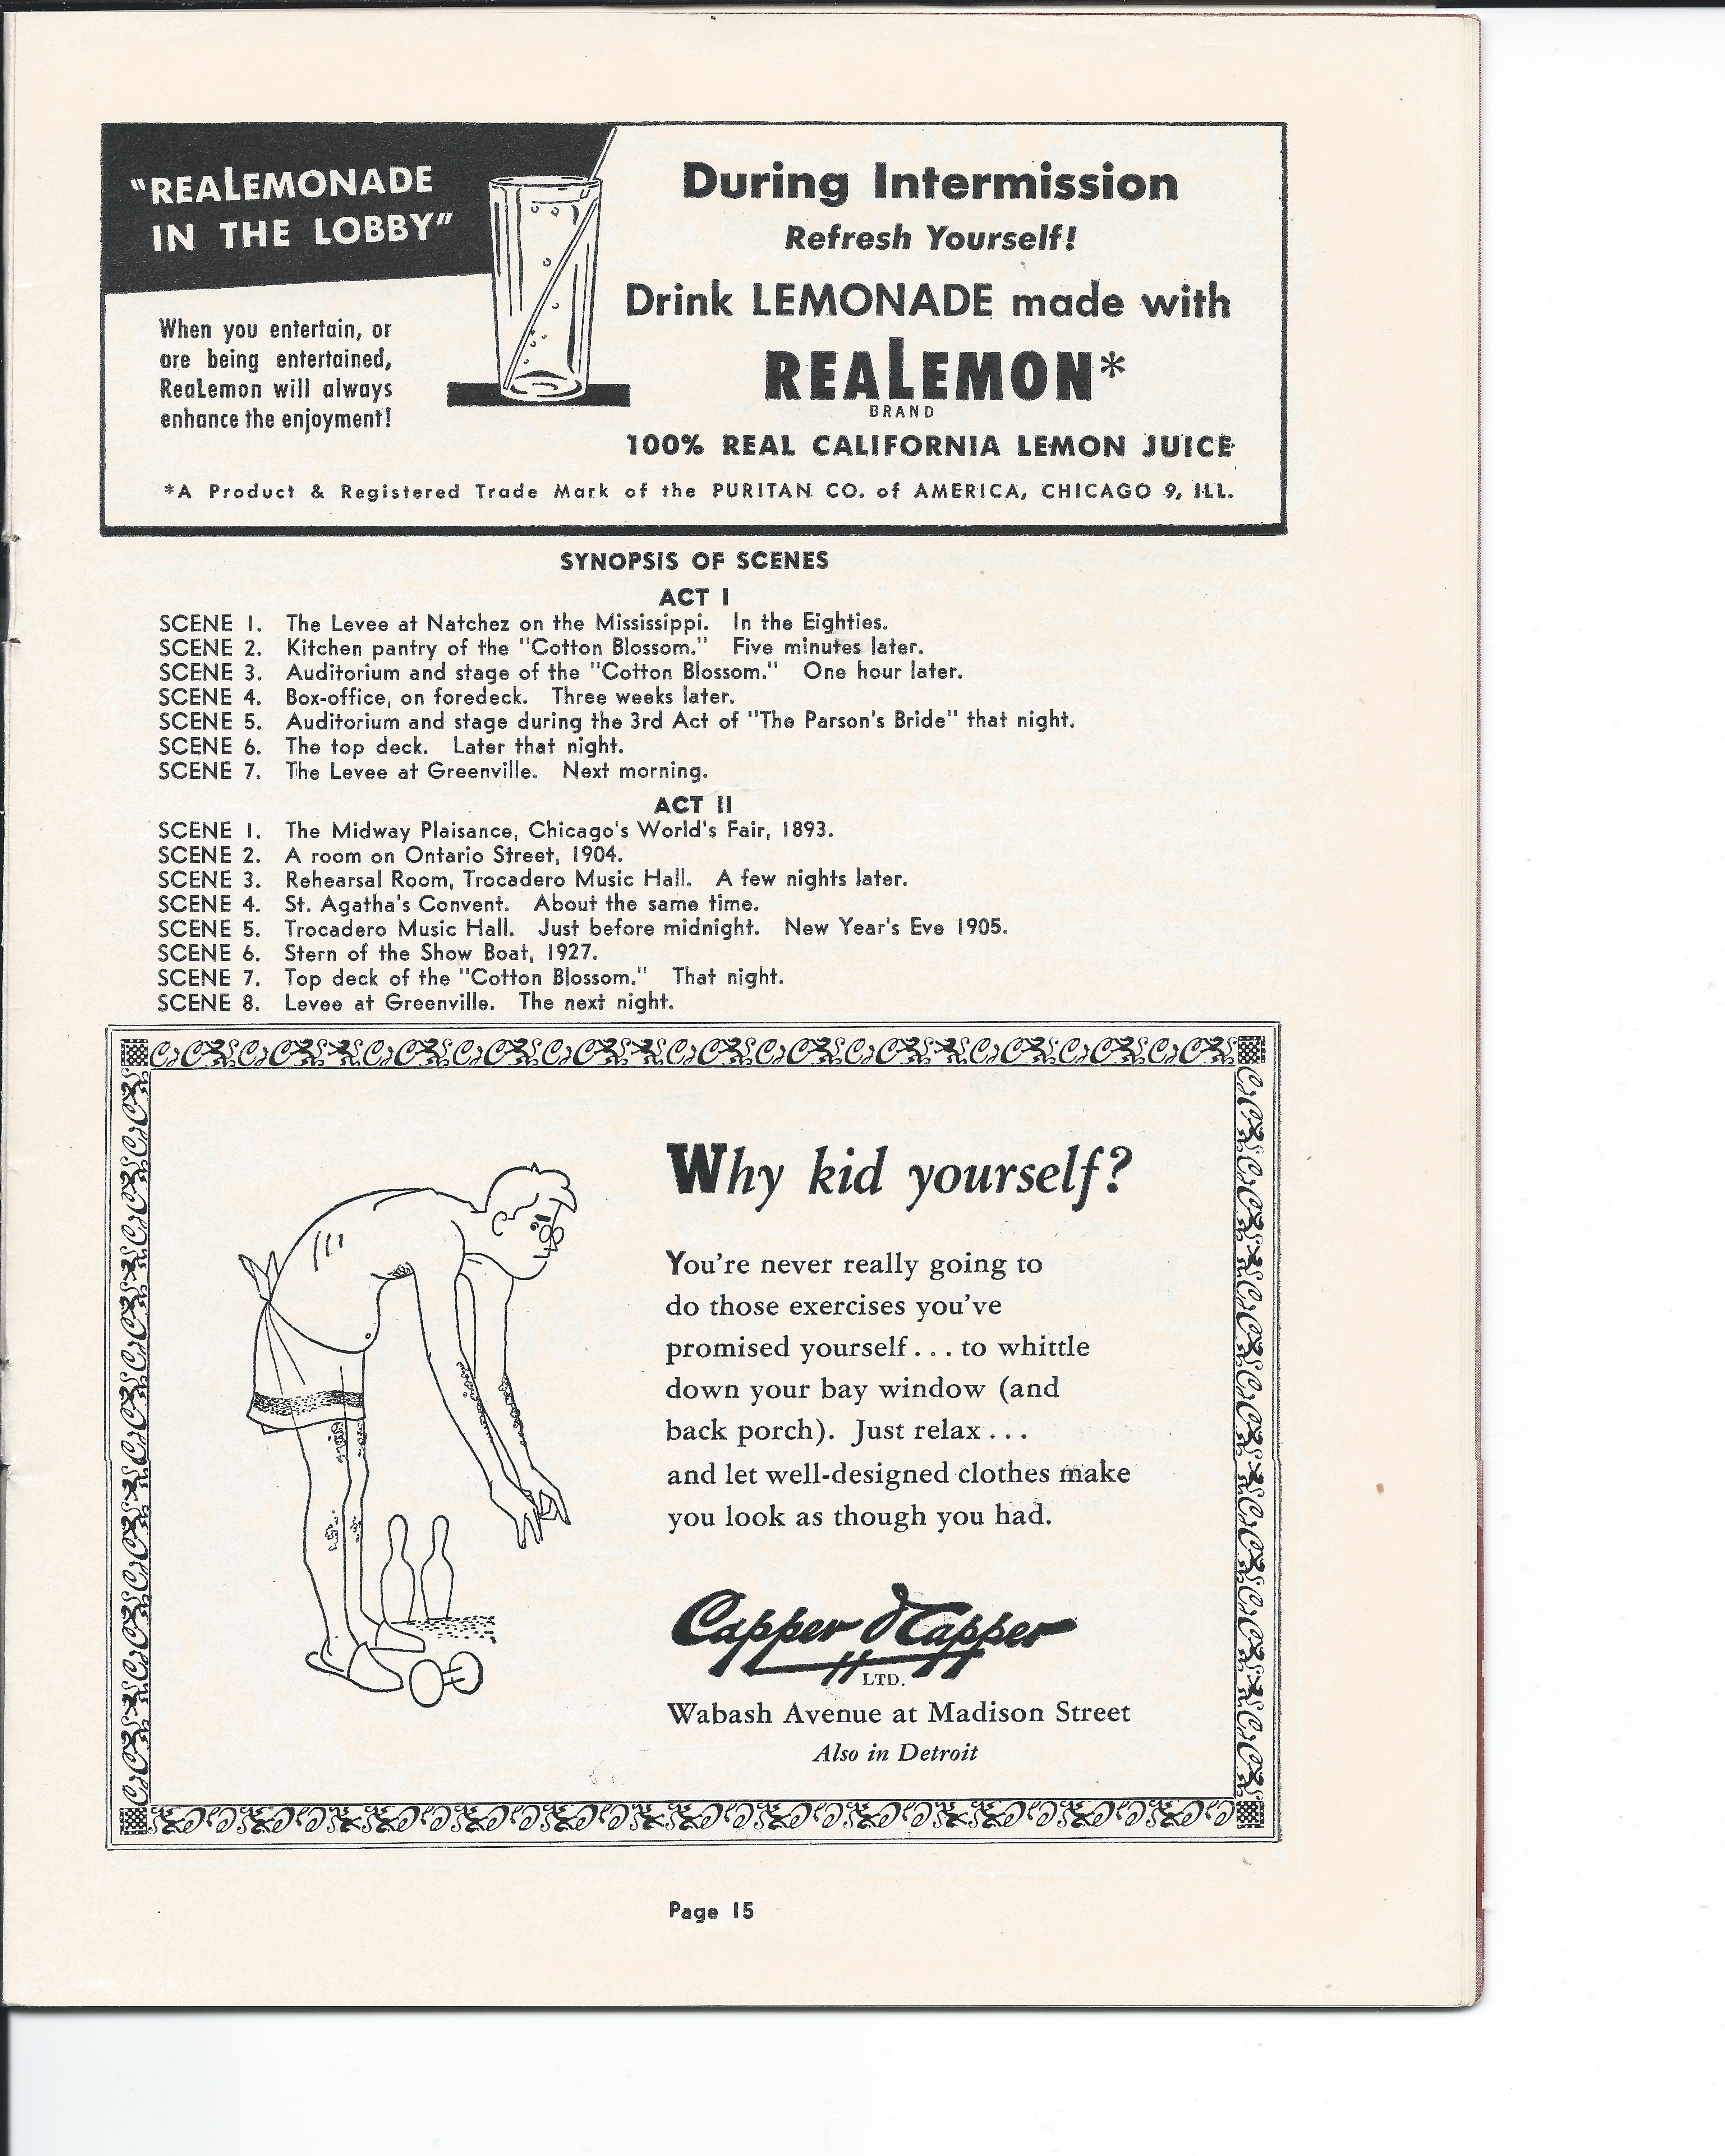 "REALEMONADE
IN THE LOBBY"
When you entertain, or
are being entertained,
ReaLemon will always
enhance the enjoyment!
During Intermission
Refresh Yourself!
Drink LEMONADE made with
REALEMON*
BRAND
100% REAL CALIFORNIA LEMON JUICE
*A Product & Registered Trade Mark of the PURITAN CO. of AMERICA, CHICAGO 9, ILL.
SYNOPSIS OF SCENES
ACT I
SCENE 1. The Levee at Natchez on the Mississippi. In the Eighties.
SCENE 2. Kitchen pantry of the "Cotton Blossom." Five minutes later.
SCENE 3. Auditorium and stage of the "Cotton Blossom." One hour later.
SCENE 4. Box-office, on foredeck. Three weeks later.
SCENE 5. Auditorium and stage during the 3rd Act of "The Parson's Bride" that night.
SCENE 6. The top deck. Later that night.
SCENE 7. The Levee at Greenville. Next morning.
ACT II
SCENE 1. The Midway Plaisance, Chicago's World's Fair, 1893.
SCENE 2. A room on Ontario Street, 1904.
SCENE 3. Rehearsal Room, Trocadero Music Hall. A few nights later.
SCENE 4. St. Agatha's Convent. About the same time.
SCENE 5. Trocadero Music Hall. Just before midnight. New Year's Eve 1905.
SCENE 6. Stern of the Show Boat, 1927.
SCENE 7. Top deck of the "Cotton Blossom." That night.
SCENE 8. Levee at Greenville. The next night.
Why kid yourself?
You're never really going to
do those exercises you've
promised yourself . . . to whittle
down your bay window (and
back porch). Just relax . . .
and let well-designed clothes make
you look as though you had.
Capper & Capper
LTD.
Wabash Avenue at Madison Street
Also in Detroit
Page 15